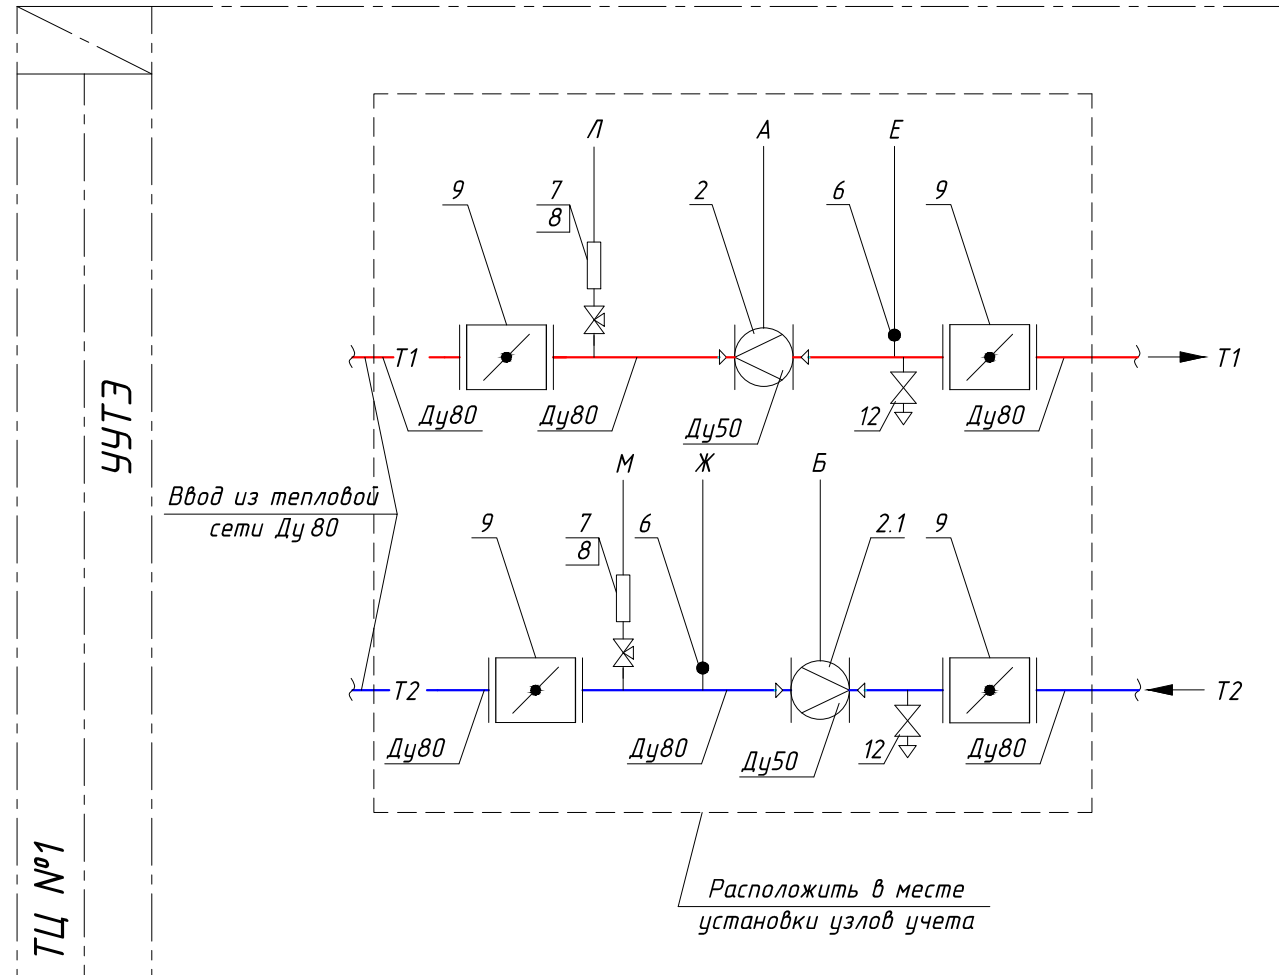 Л А Е
9 7 2 6 9
8
Т1 Т1
Ду80 Ду80 Ду50 12 Ду80
УУТЭ
М Ж Б
Ввод из тепловой
сети Ду 80
9 7 6 2.1 9
8
Т2 Т2
Ду80 Ду80 Ду50 12 Ду80
ТЦ №1
Расположить в месте
установки узлов учета